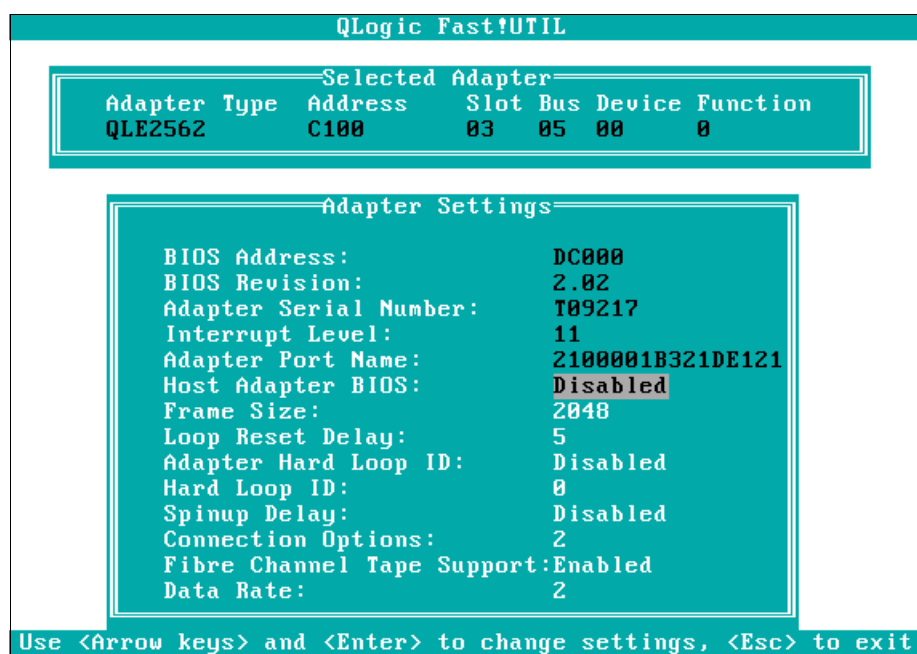 QLogic Fast!UTIL
Selected Adapter
Adapter Type Address Slot Bus Device Function
QLE2562 C100 03 05 00 0
Adapter Settings
BIOS Address: DC000
BIOS Revision: 2.02
Adapter Serial Number: T09217
Interrupt Level: 11
Adapter Port Name: 2100001B321DE121
Host Adapter BIOS: Disabled
Frame Size: 2048
Loop Reset Delay: 5
Adapter Hard Loop ID: Disabled
Hard Loop ID: 0
Spinup Delay: Disabled
Connection Options: 2
Fibre Channel Tape Support:Enabled
Data Rate: 2
Use <Arrow keys> and <Enter> to change settings, <Esc> to exit